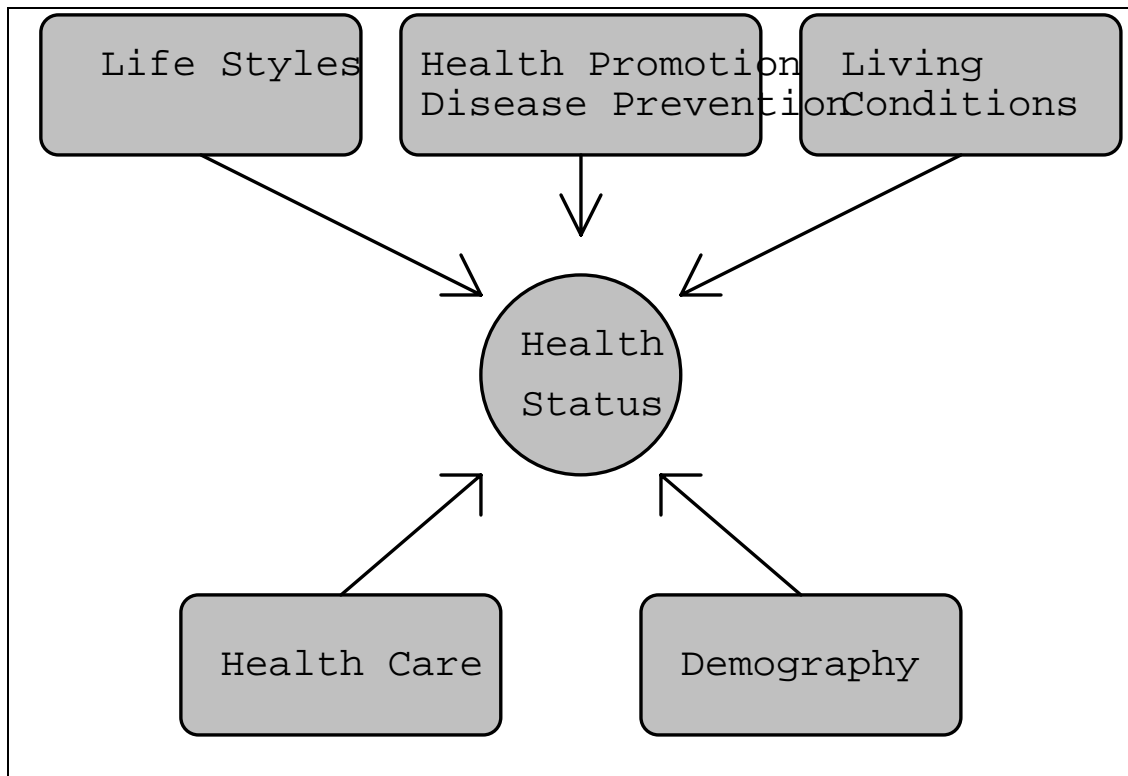 Life Styles
Health Promotion
Disease Prevention
Living
Conditions
Health
Status
Health Care
Demography